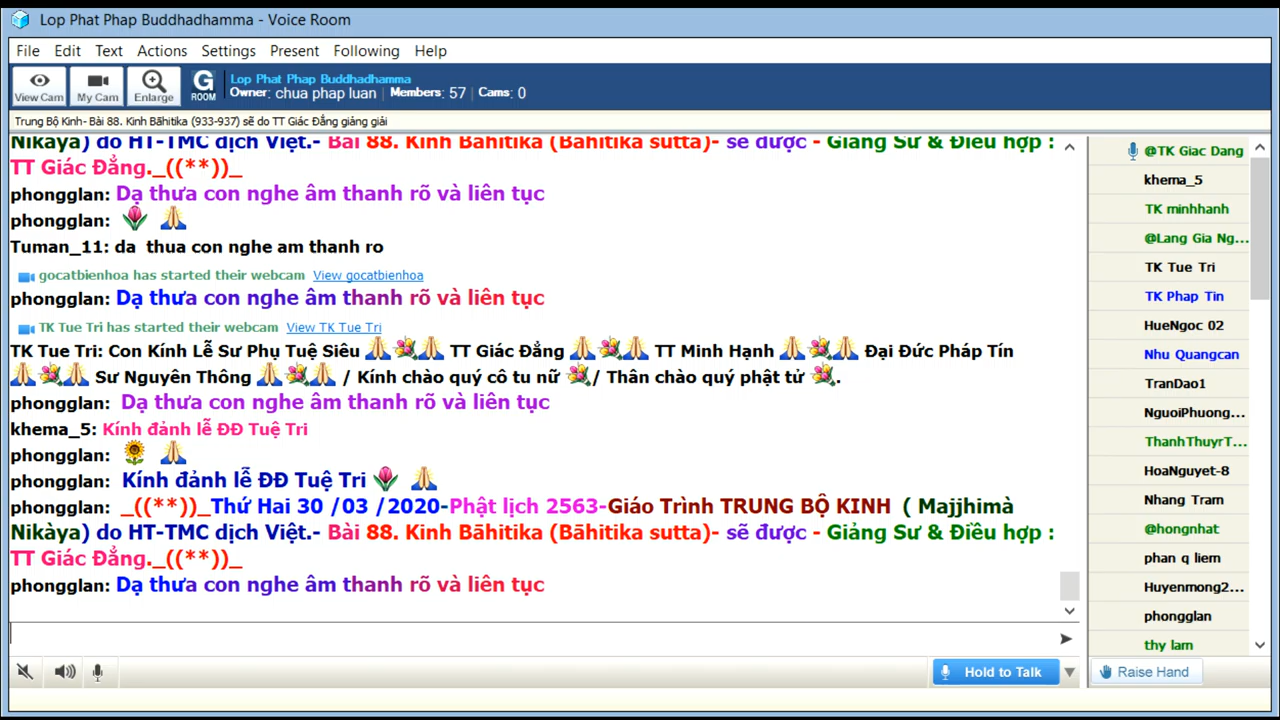 Lop Phat Phap Buddhadhamma - Voice Room
File Edit Text Actions Settings Present Following Help
View Cam My Cam Enlarge G ROOM
Lop Phat Phap Buddhadhamma
Owner: chua phap luan Members: 57 Cams: 0
Trung Bộ Kinh- Bài 88. Kinh Bāhitika (933-937) sẽ do TT Giác Đẳng giảng giải
Nikàya) do HT-TMC dịch Việt.- Bài 88. Kinh Bāhitika (Bāhitika sutta)- sẽ được - Giảng Sư & Điều hợp :
TT Giác Đẳng._((**))_
phongglan: Dạ thưa con nghe âm thanh rõ và liên tục
phongglan:
Tuman_11: da thua con nghe am thanh ro
gocatbienhoa has started their webcam View gocatbienhoa
phongglan: Dạ thưa con nghe âm thanh rõ và liên tục
TK Tue Tri has started their webcam View TK Tue Tri
TK Tue Tri: Con Kính Lễ Sư Phụ Tuệ Siêu TT Giác Đẳng TT Minh Hạnh Đại Đức Pháp Tín
Sư Nguyên Thông / Kính chào quý cô tu nữ / Thân chào quý phật tử .
phongglan: Dạ thưa con nghe âm thanh rõ và liên tục
khema_5: Kính đảnh lễ ĐĐ Tuệ Tri
phongglan:
phongglan: Kính đảnh lễ ĐĐ Tuệ Tri
phongglan: _((**))_Thứ Hai 30 /03 /2020-Phật lịch 2563-Giáo Trình TRUNG BỘ KINH ( Majjhimà
Nikàya) do HT-TMC dịch Việt.- Bài 88. Kinh Bāhitika (Bāhitika sutta)- sẽ được - Giảng Sư & Điều hợp :
TT Giác Đẳng._((**))_
phongglan: Dạ thưa con nghe âm thanh rõ và liên tục
@TK Giac Dang
khema_5
TK minhhanh
@Lang Gia Ng...
TK Tue Tri
TK Phap Tin
HueNgoc 02
Nhu Quangcan
TranDao1
NguoiPhuong...
ThanhThuyrT...
HoaNguyet-8
Nhang Tram
@hongnhat
phan q liem
Huyenmong2...
phongglan
thy lam
Hold to Talk
Raise Hand